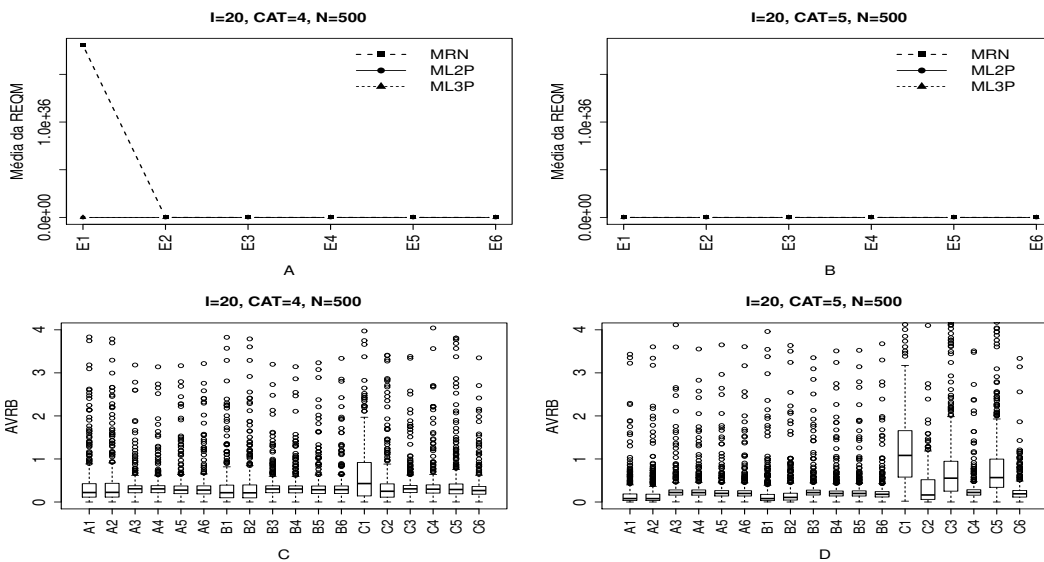 I=20, CAT=4, N=500
Média da REQM
1.0e+36
0.0e+00
MRN
ML2P
ML3P
E1 E2 E3 E4 E5 E6
A
I=20, CAT=5, N=500
Média da REQM
1.0e+36
0.0e+00
MRN
ML2P
ML3P
E1 E2 E3 E4 E5 E6
B
I=20, CAT=4, N=500
AVRB
4
3
2
1
0
A1 A2 A3 A4 A5 A6 B1 B2 B3 B4 B5 B6 C1 C2 C3 C4 C5 C6
C
I=20, CAT=5, N=500
AVRB
4
3
2
1
0
A1 A2 A3 A4 A5 A6 B1 B2 B3 B4 B5 B6 C1 C2 C3 C4 C5 C6
D